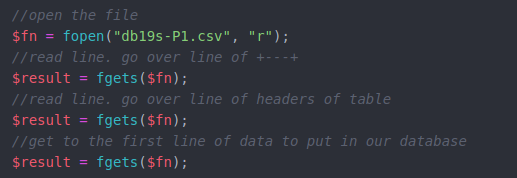 //open the file
$fn = fopen("db19s-P1.csv", "r");
//read line. go over line of +---+
$result = fgets($fn);
//read line. go over line of headers of table
$result = fgets($fn);
//get to the first line of data to put in our database
$result = fgets($fn);